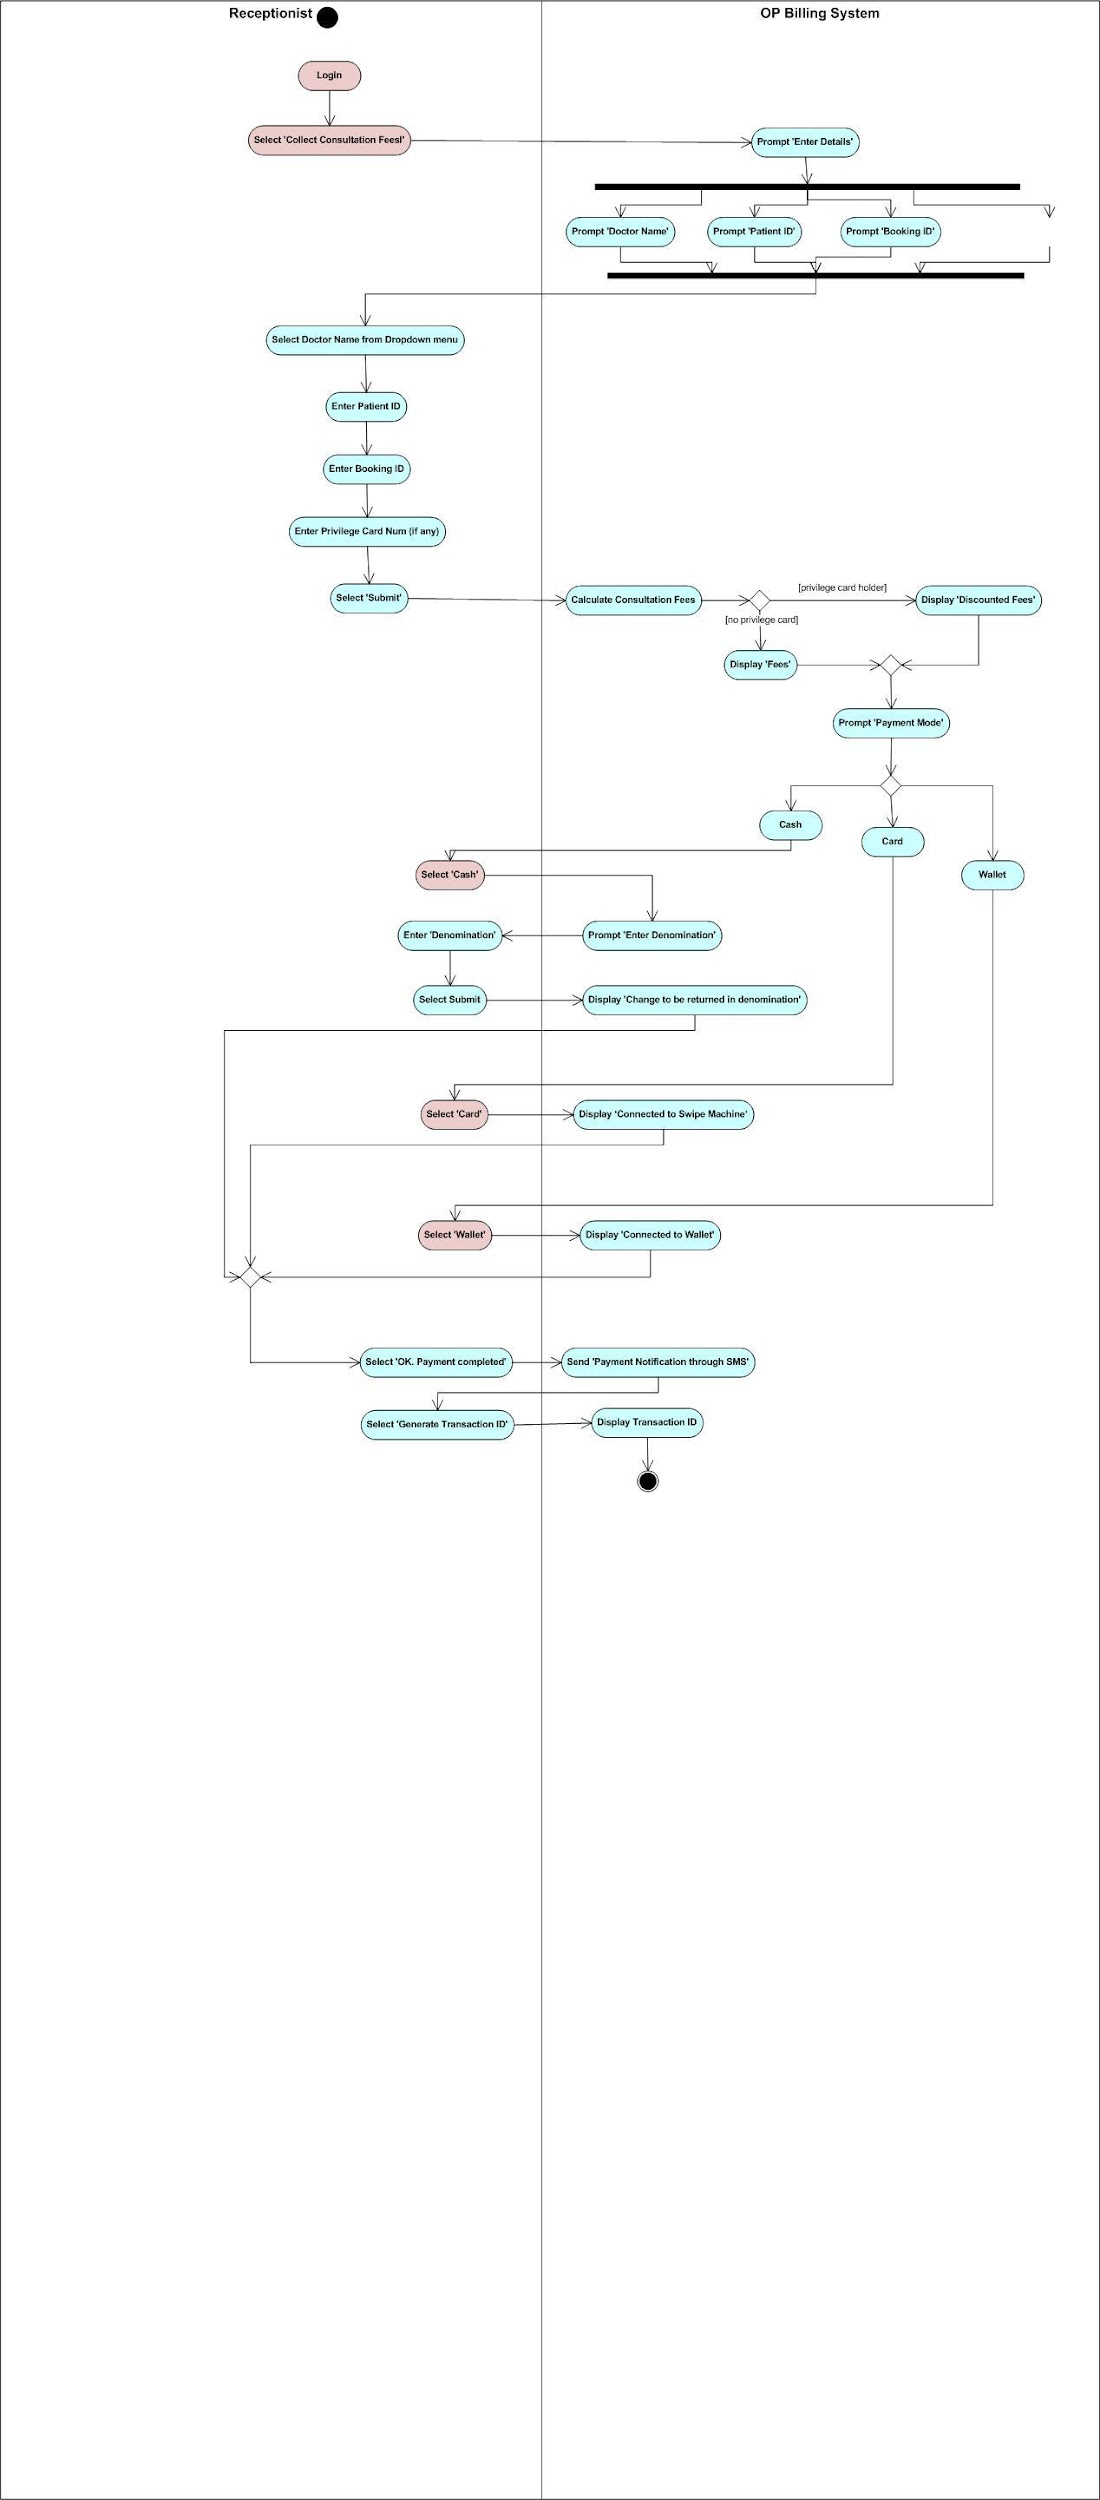 Receptionist
OP Billing System
Login
Select 'Collect Consultation Feesl'
Prompt 'Enter Details'
Prompt 'Doctor Name'
Prompt 'Patient ID'
Prompt 'Booking ID'
Select Doctor Name from Dropdown menu
Enter Patient ID
Enter Booking ID
Enter Privilege Card Num (if any)
Select 'Submit'
Calculate Consultation Fees
[privilege card holder]
Display 'Discounted Fees'
[no privilege card]
Display 'Fees'
Prompt 'Payment Mode'
Cash
Card
Wallet
Select 'Cash'
Enter 'Denomination'
Prompt 'Enter Denomination'
Select Submit
Display 'Change to be returned in denomination'
Select 'Card'
Display 'Connected to Swipe Machine'
Select 'Wallet'
Display 'Connected to Wallet'
Select 'OK. Payment completed'
Send 'Payment Notification through SMS'
Select 'Generate Transaction ID'
Display Transaction ID